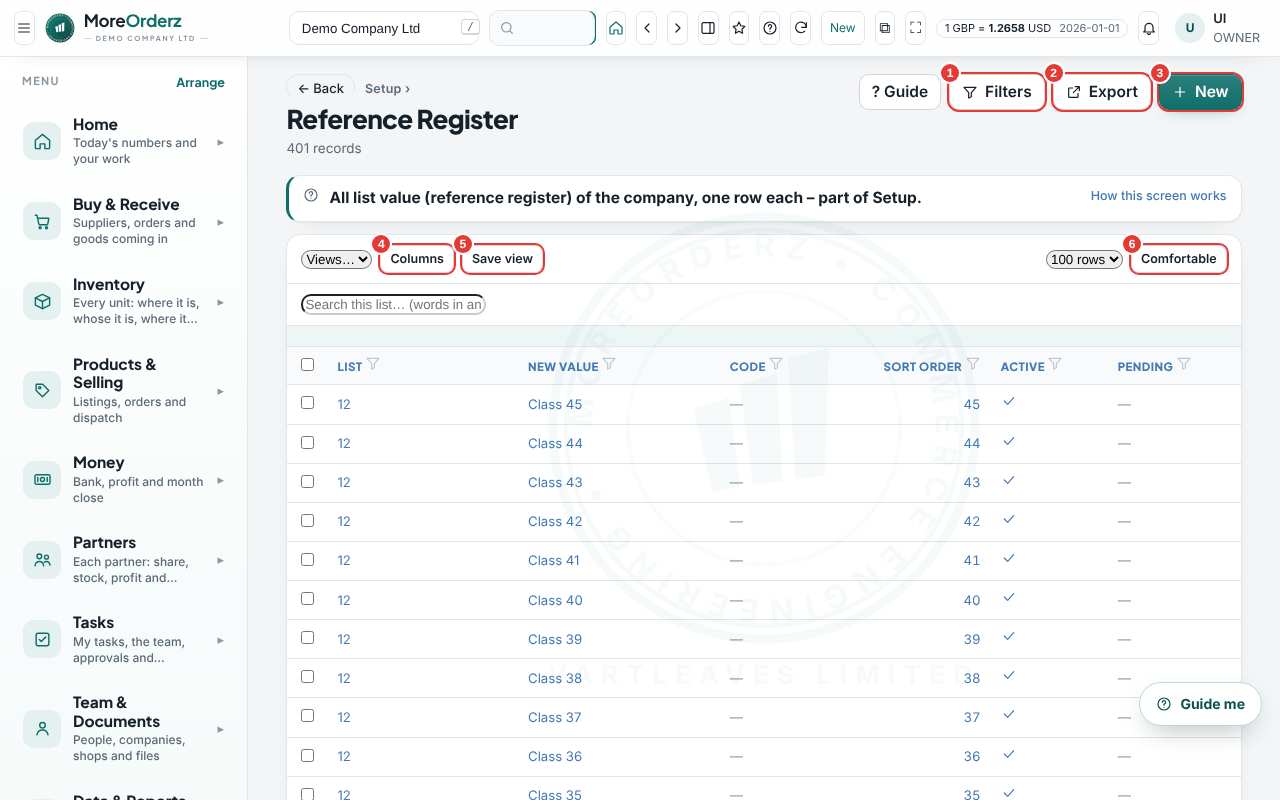 MoreOrderz
— DEMO COMPANY LTD —
Demo Company Ltd /
New
1 GBP = 1.2658 USD 2026-01-01
U
UI
OWNER
MENU
Arrange
Home
Today's numbers and
your work
Buy & Receive
Suppliers, orders and
goods coming in
Inventory
Every unit: where it is,
whose it is, where it...
Products &
Selling
Listings, orders and
dispatch
Money
Bank, profit and month
close
Partners
Each partner: share,
stock, profit and...
Tasks
My tasks, the team,
approvals and...
Team &
Documents
People, companies,
shops and files
← Back
Setup ›
Reference Register
401 records
? Guide
1 Filters
2 Export
3 + New
All list value (reference register) of the company, one row each – part of Setup.
How this screen works
Views...
4 Columns
5 Save view
100 rows
6 Comfortable
Search this list... (words in an
LIST NEW VALUE CODE SORT ORDER ACTIVE PENDING
12 Class 45 — 45 ✓ —
12 Class 44 — 44 ✓ —
12 Class 43 — 43 ✓ —
12 Class 42 — 42 ✓ —
12 Class 41 — 41 ✓ —
12 Class 40 — 40 ✓ —
12 Class 39 — 39 ✓ —
12 Class 38 — 38 ✓ —
12 Class 37 — 37 ✓ —
12 Class 36 — 36 ✓ —
12 Class 35 — 35 ✓ —
MOREORDERZ • COMMERCE ENGINEERING •
VARTLEAVES LIMITED
Guide me